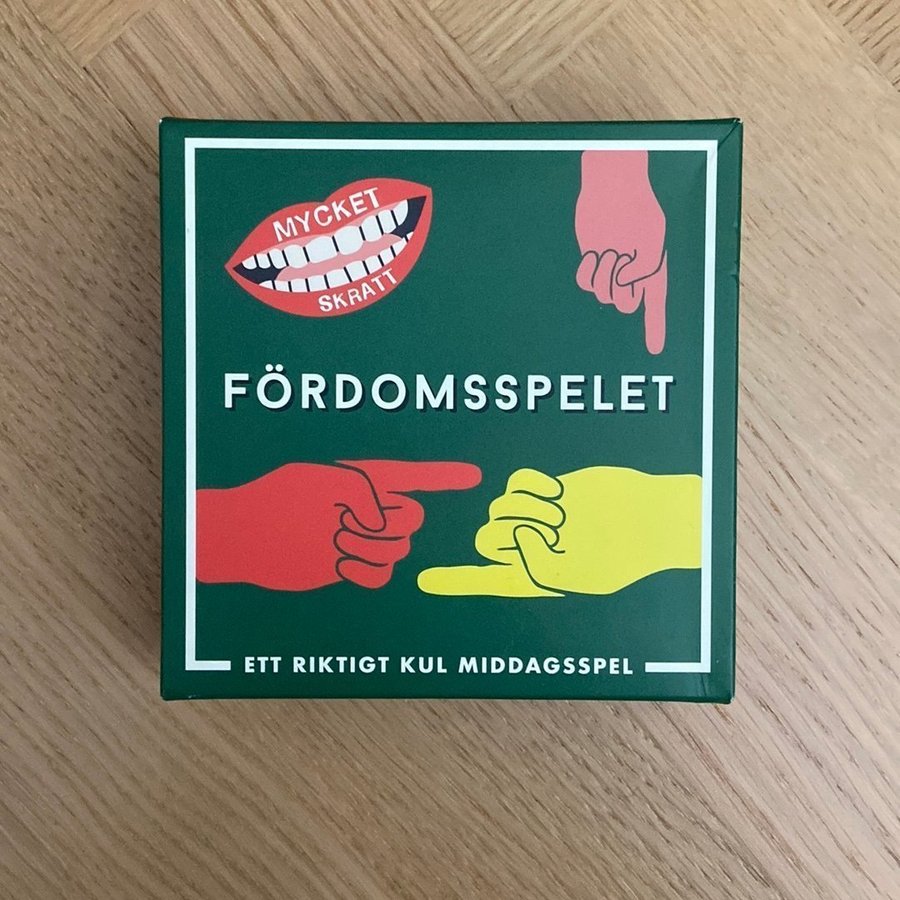 MYCKET
SKRATT
FÖRDOMSSPELET
ETT RIKTIGT KUL MIDDAGSSPEL